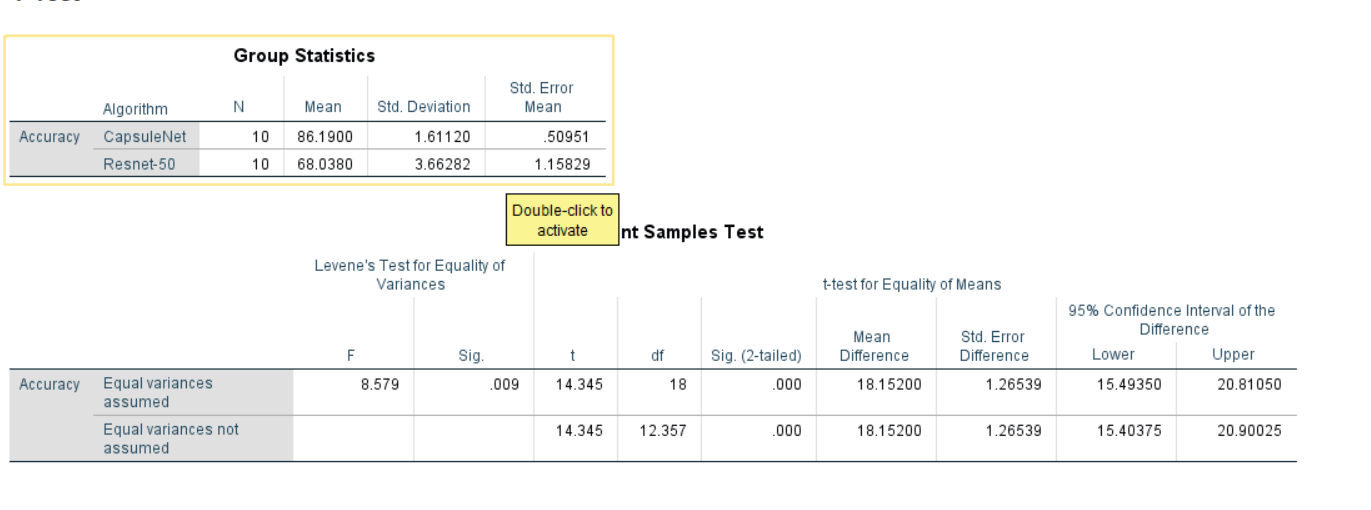 Group Statistics
Algorithm N Mean Std. Deviation Std. Error Mean
Accuracy CapsuleNet 10 86.1900 1.61120 .50951
Resnet-50 10 68.0380 3.66282 1.15829
Double-click to
activate
nt Samples Test
Levene's Test for Equality of
Variances
t-test for Equality of Means
95% Confidence Interval of the
Difference
F Sig. t df Sig. (2-tailed) Mean Difference Std. Error Difference Lower Upper
Accuracy Equal variances assumed 8.579 .009 14.345 18 .000 18.15200 1.26539 15.49350 20.81050
Equal variances not assumed 14.345 12.357 .000 18.15200 1.26539 15.40375 20.90025